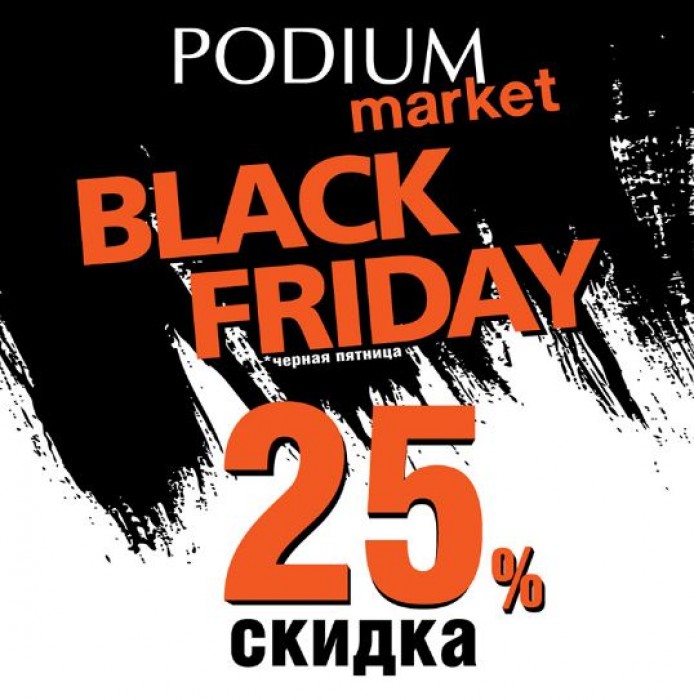 PODIUM
market
BLACK
FRIDAY
*черная пятница
25%
скидка